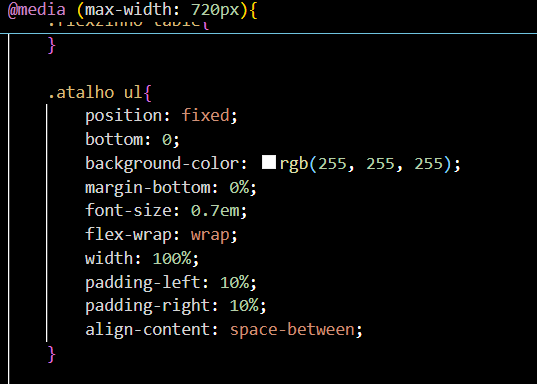 @media (max-width: 720px){
.flexzinho table{
}
.atalho ul{
position: fixed;
bottom: 0;
background-color: rgb(255, 255, 255);
margin-bottom: 0%;
font-size: 0.7em;
flex-wrap: wrap;
width: 100%;
padding-left: 10%;
padding-right: 10%;
align-content: space-between;
}